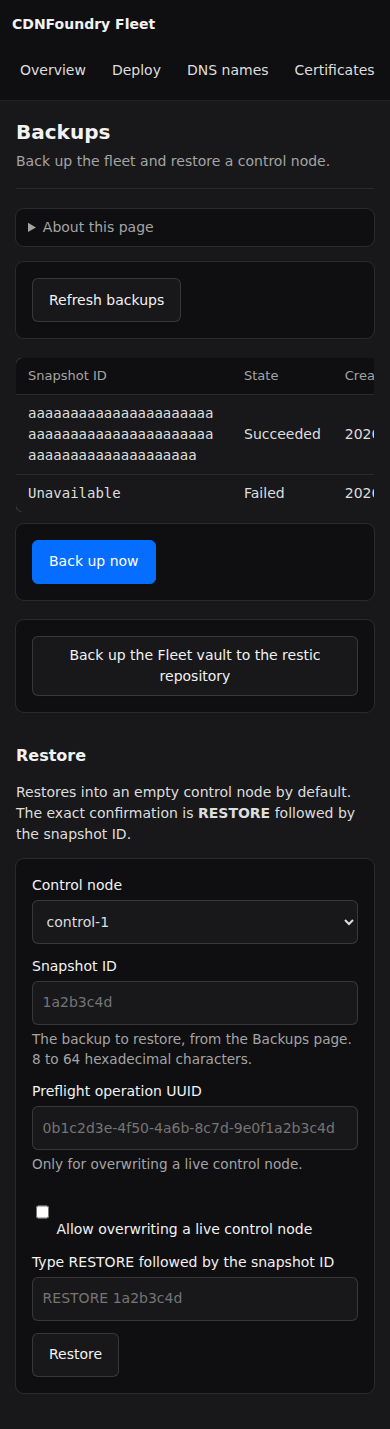 CDNFoundry Fleet
Overview Deploy DNS names Certificates
Backups
Back up the fleet and restore a control node.
▶ About this page
Refresh backups
Snapshot ID State Crea
aaaaaaaaaaaaaaaaaaaaaa
aaaaaaaaaaaaaaaaaaaaaa
aaaaaaaaaaaaaaaaaaaa
Succeeded 202
Unavailable Failed 202
Back up now
Back up the Fleet vault to the restic
repository
Restore
Restores into an empty control node by default.
The exact confirmation is RESTORE followed by
the snapshot ID.
Control node
control-1
Snapshot ID
1a2b3c4d
The backup to restore, from the Backups page.
8 to 64 hexadecimal characters.
Preflight operation UUID
0b1c2d3e-4f50-4a6b-8c7d-9e0f1a2b3c4d
Only for overwriting a live control node.
Allow overwriting a live control node
Type RESTORE followed by the snapshot ID
RESTORE 1a2b3c4d
Restore